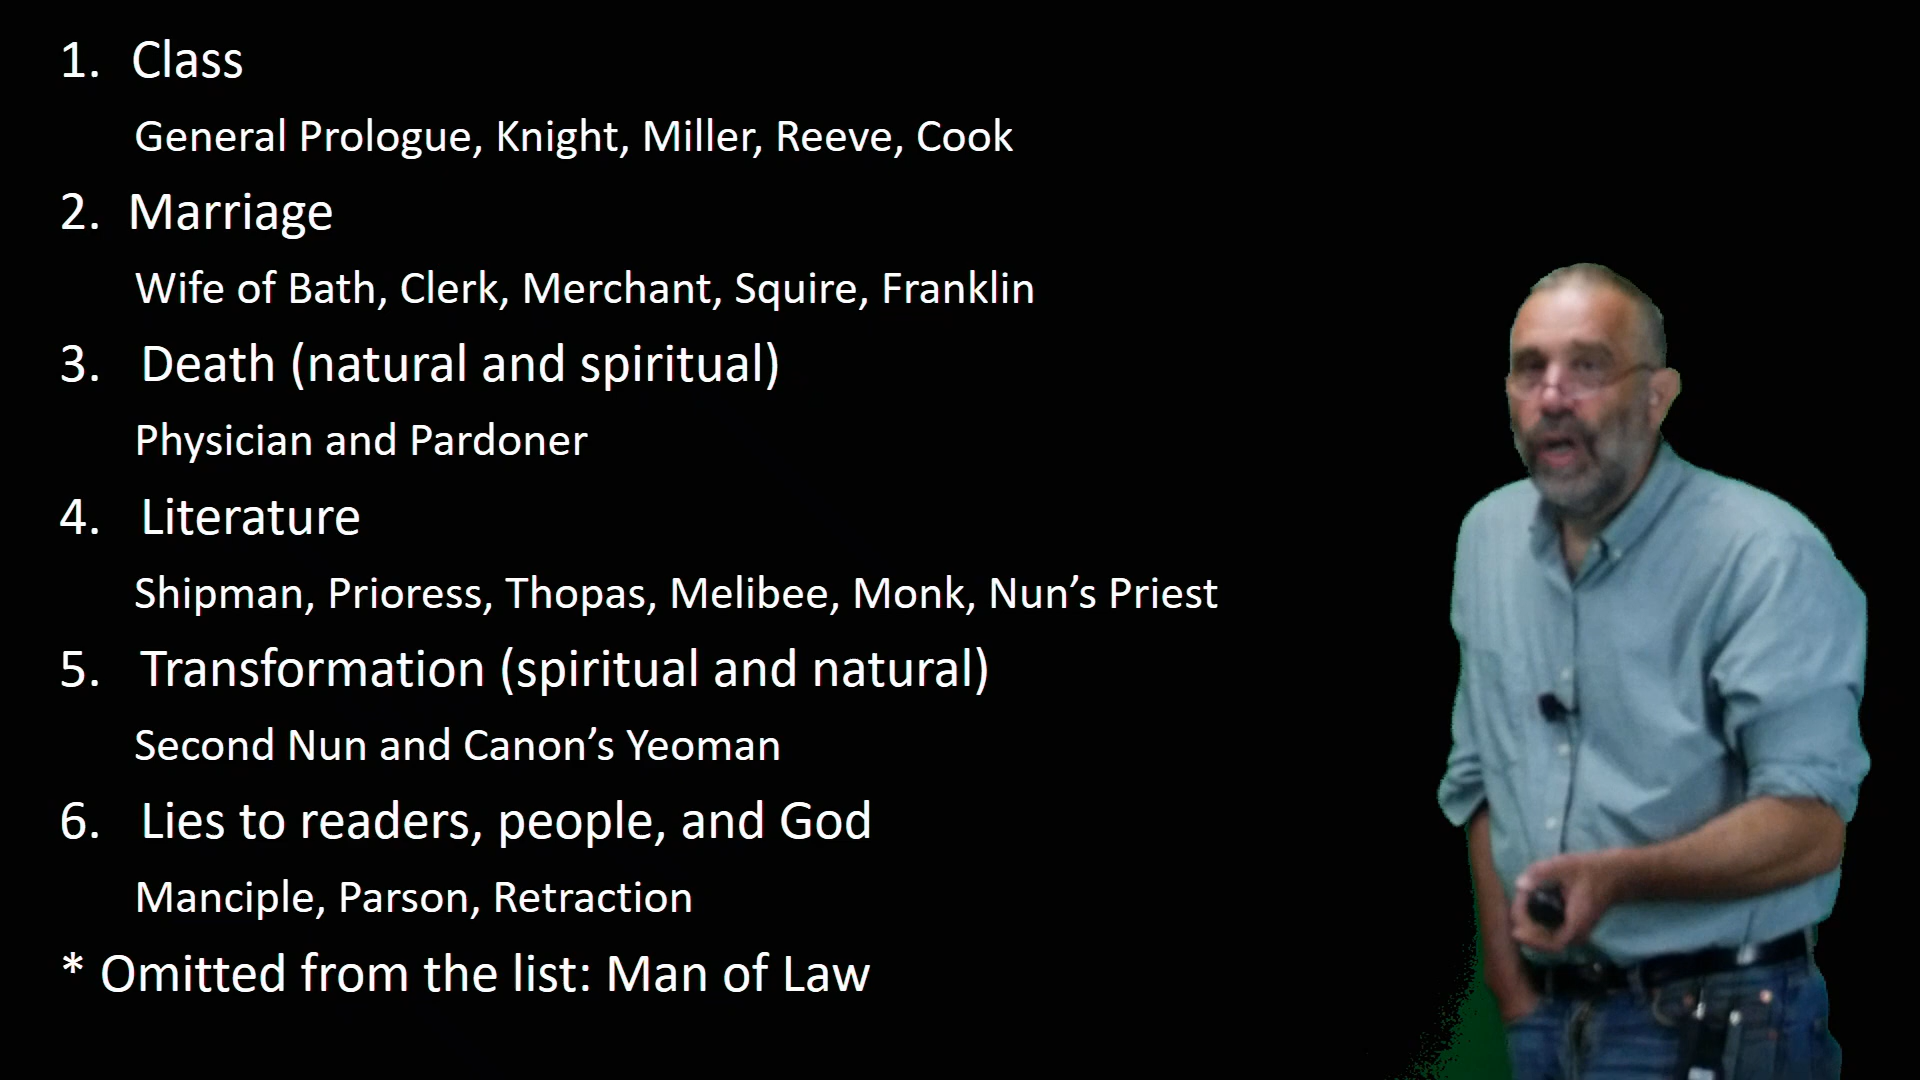 1. Class
General Prologue, Knight, Miller, Reeve, Cook
2. Marriage
Wife of Bath, Clerk, Merchant, Squire, Franklin
3. Death (natural and spiritual)
Physician and Pardoner
4. Literature
Shipman, Prioress, Thopas, Melibee, Monk, Nun’s Priest
5. Transformation (spiritual and natural)
Second Nun and Canon’s Yeoman
6. Lies to readers, people, and God
Manciple, Parson, Retraction
* Omitted from the list: Man of Law